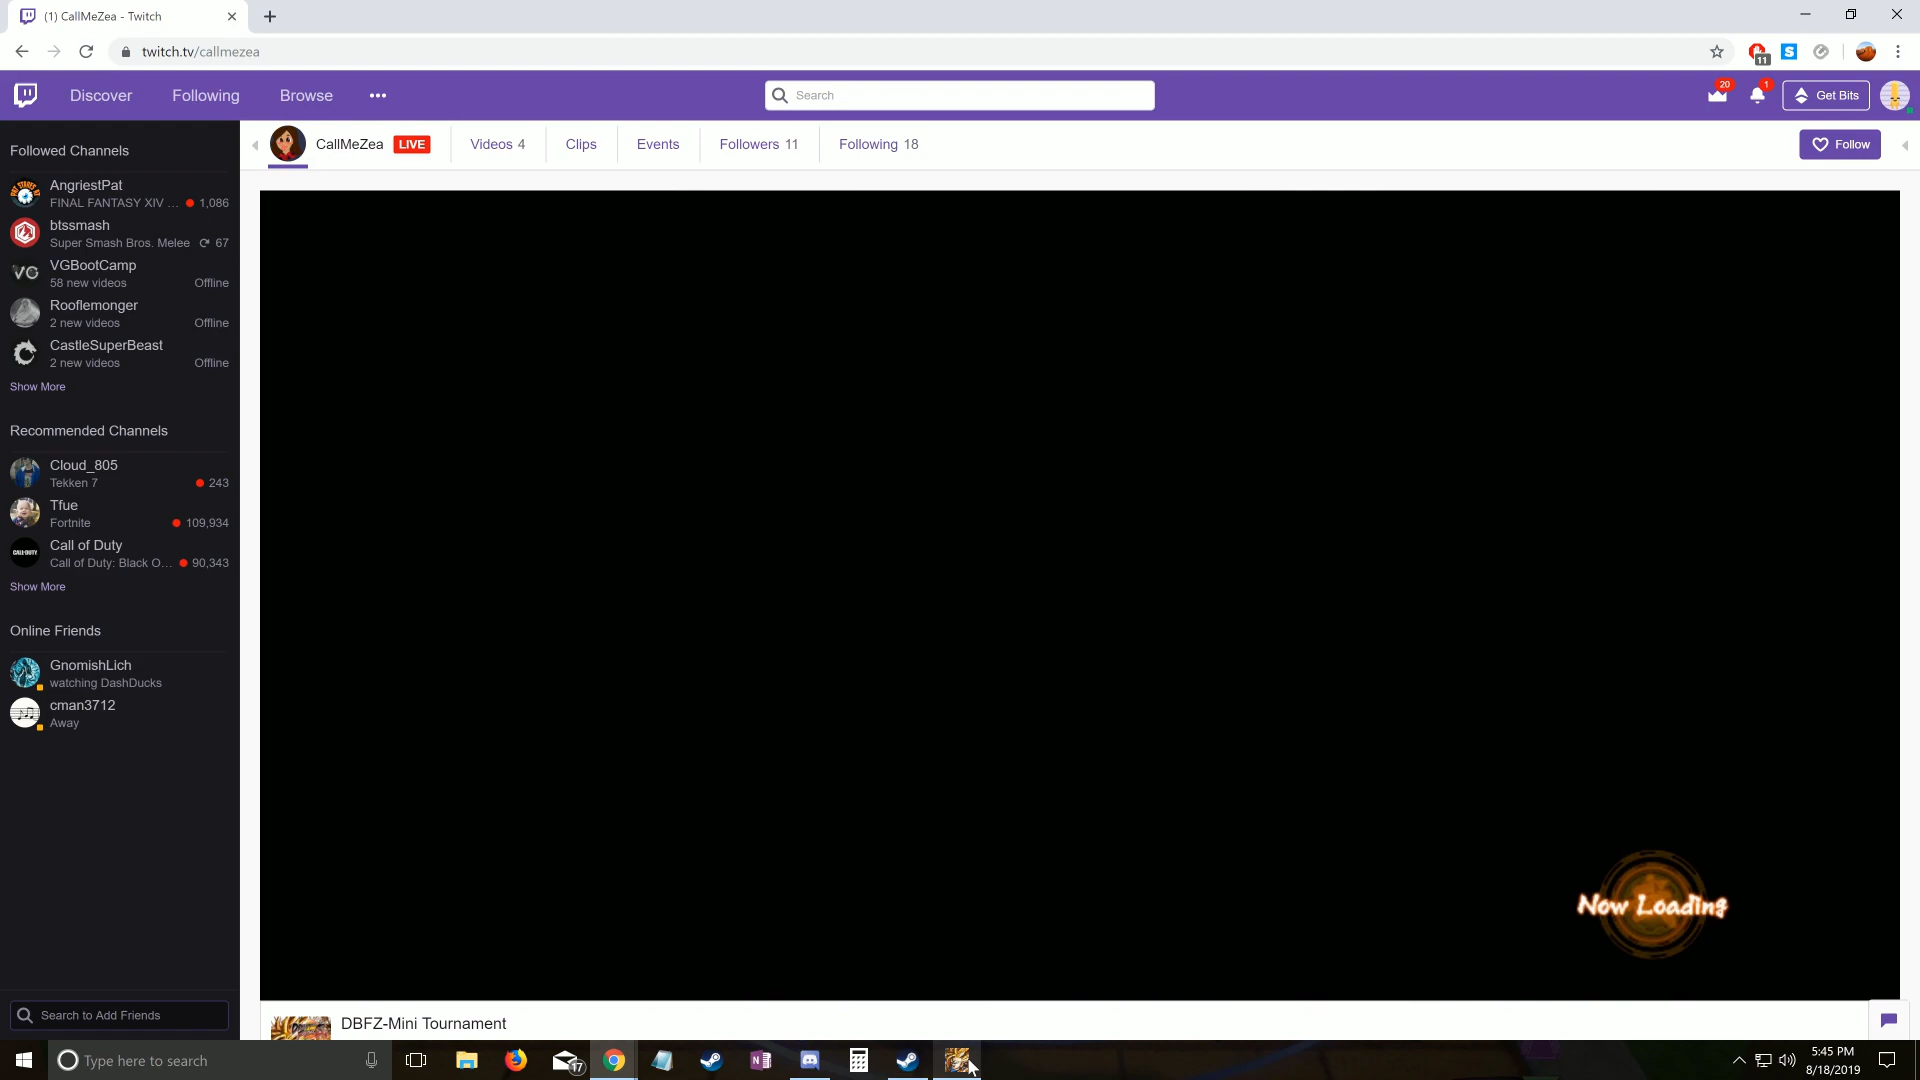 (1) CallMeZea - Twitch
twitch.tv/callmezea
11
Discover
Following
Browse
Search
20
1
Get Bits
CallMeZea
LIVE
Videos 4
Clips
Events
Followers 11
Following 18
Follow
Followed Channels
AngriestPat
FINAL FANTASY XIV ...
1,086
btssmash
Super Smash Bros. Melee
67
VG
VGBootCamp
58 new videos
Offline
Rooflemonger
2 new videos
Offline
CastleSuperBeast
2 new videos
Offline
Show More
Recommended Channels
Cloud_805
Tekken 7
243
Tfue
Fortnite
109,934
CALL OF DUTY
Call of Duty
Call of Duty: Black O...
90,343
Show More
Online Friends
GnomishLich
watching DashDucks
cman3712
Away
Now Loading
Search to Add Friends
DBFZ-Mini Tournament
Type here to search
17
5:45 PM
8/18/2019